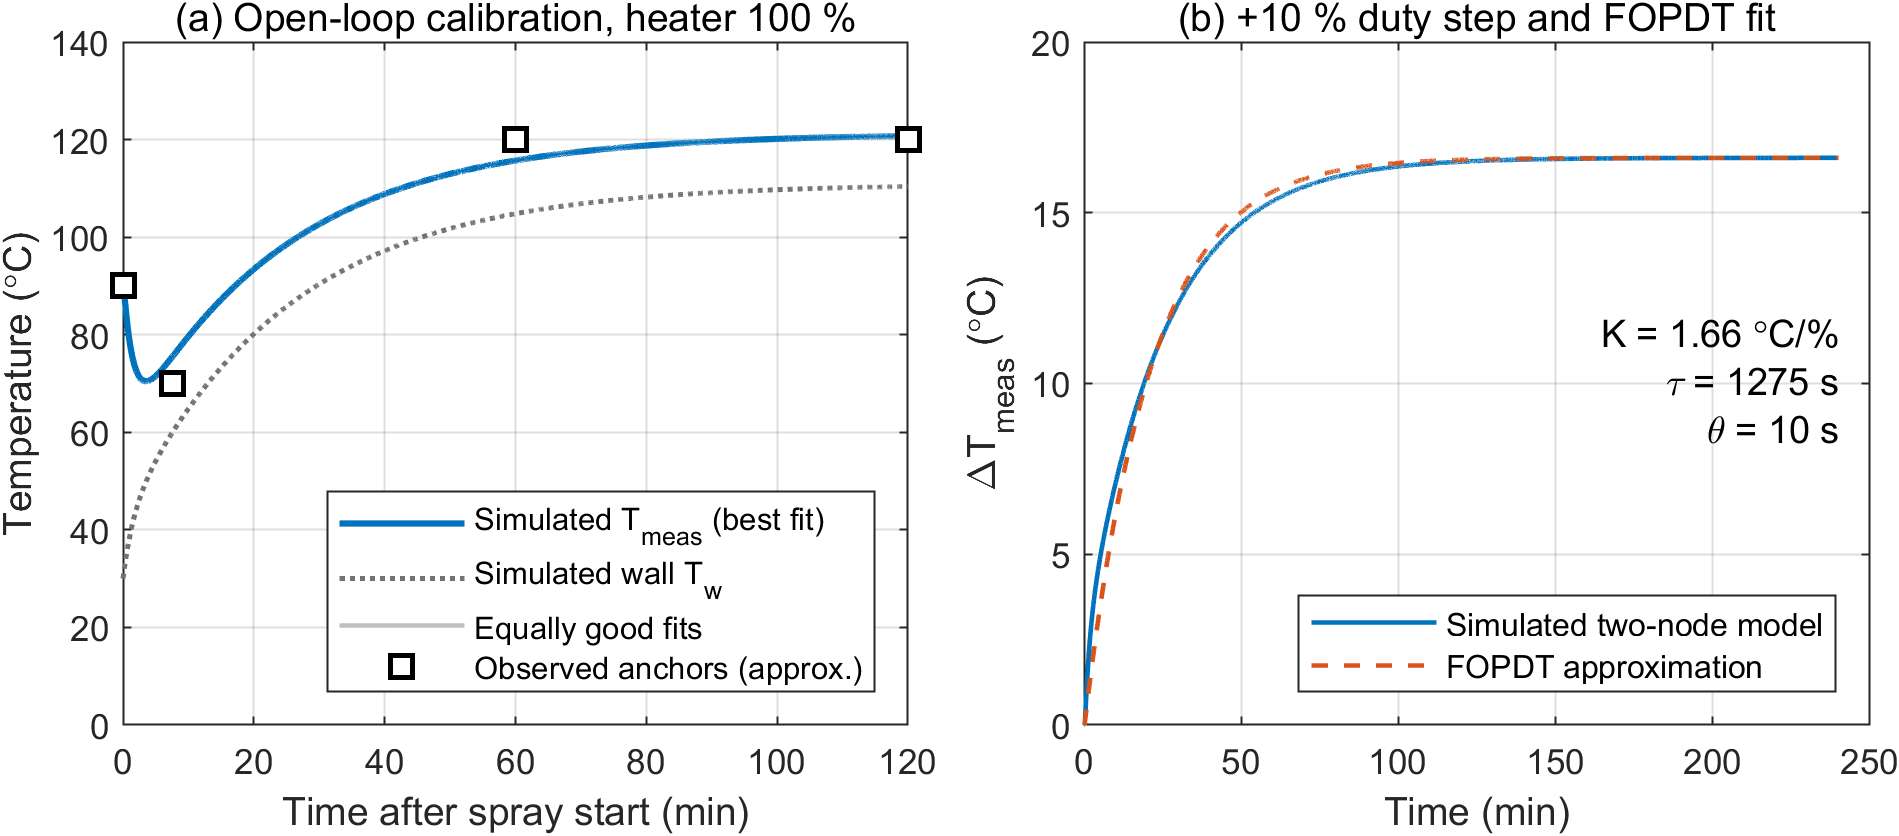 (a) Open-loop calibration, heater 100 %
Temperature (°C)
140
120
100
80
60
40
20
0
0 20 40 60 80 100 120
Time after spray start (min)
Simulated T_meas (best fit)
Simulated wall T_w
Equally good fits
Observed anchors (approx.)
(b) +10 % duty step and FOPDT fit
ΔT_meas (°C)
20
15
10
5
0
0 50 100 150 200 250
Time (min)
K = 1.66 °C/%
τ = 1275 s
θ = 10 s
Simulated two-node model
FOPDT approximation